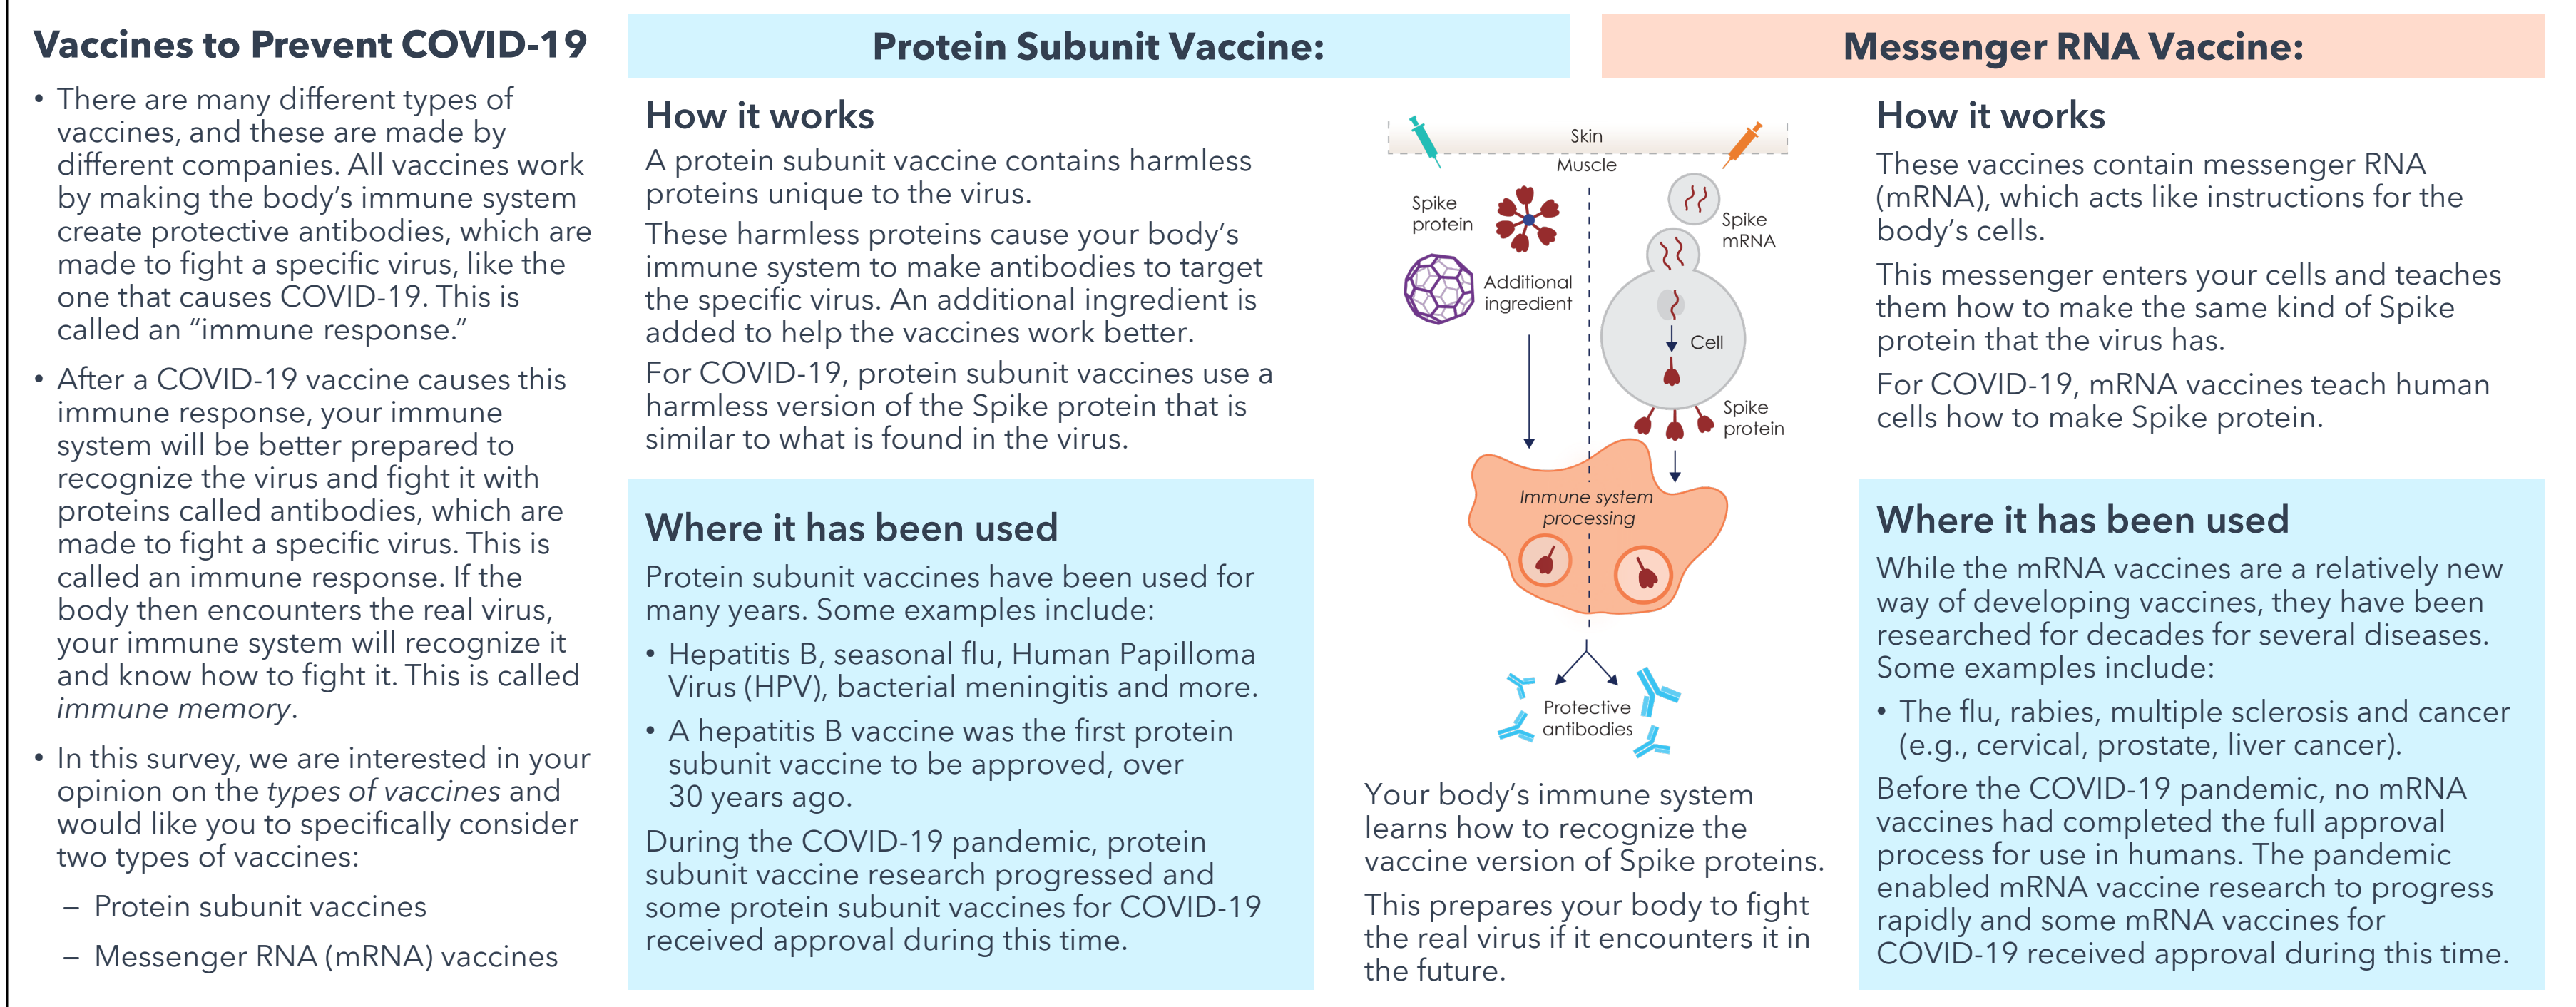 Vaccines to Prevent COVID-19
• There are many different types of
vaccines, and these are made by
different companies. All vaccines work
by making the body’s immune system
create protective antibodies, which are
made to fight a specific virus, like the
one that causes COVID-19. This is
called an “immune response.”
• After a COVID-19 vaccine causes this
immune response, your immune
system will be better prepared to
recognize the virus and fight it with
proteins called antibodies, which are
made to fight a specific virus. This is
called an immune response. If the
body then encounters the real virus,
your immune system will recognize it
and know how to fight it. This is called
immune memory.
• In this survey, we are interested in your
opinion on the types of vaccines and
would like you to specifically consider
two types of vaccines:
– Protein subunit vaccines
– Messenger RNA (mRNA) vaccines
Protein Subunit Vaccine:
How it works
A protein subunit vaccine contains harmless
proteins unique to the virus.
These harmless proteins cause your body’s
immune system to make antibodies to target
the specific virus. An additional ingredient is
added to help the vaccines work better.
For COVID-19, protein subunit vaccines use a
harmless version of the Spike protein that is
similar to what is found in the virus.
Where it has been used
Protein subunit vaccines have been used for
many years. Some examples include:
• Hepatitis B, seasonal flu, Human Papilloma
Virus (HPV), bacterial meningitis and more.
• A hepatitis B vaccine was the first protein
subunit vaccine to be approved, over
30 years ago.
During the COVID-19 pandemic, protein
subunit vaccine research progressed and
some protein subunit vaccines for COVID-19
received approval during this time.
Skin
Muscle
Spike
protein
Additional
ingredient
Spike
mRNA
Cell
Spike
protein
Immune system
processing
Protective
antibodies
Your body’s immune system
learns how to recognize the
vaccine version of Spike proteins.
This prepares your body to fight
the real virus if it encounters it in
the future.
Messenger RNA Vaccine:
How it works
These vaccines contain messenger RNA
(mRNA), which acts like instructions for the
body’s cells.
This messenger enters your cells and teaches
them how to make the same kind of Spike
protein that the virus has.
For COVID-19, mRNA vaccines teach human
cells how to make Spike protein.
Where it has been used
While the mRNA vaccines are a relatively new
way of developing vaccines, they have been
researched for decades for several diseases.
Some examples include:
• The flu, rabies, multiple sclerosis and cancer
(e.g., cervical, prostate, liver cancer).
Before the COVID-19 pandemic, no mRNA
vaccines had completed the full approval
process for use in humans. The pandemic
enabled mRNA vaccine research to progress
rapidly and some mRNA vaccines for
COVID-19 received approval during this time.